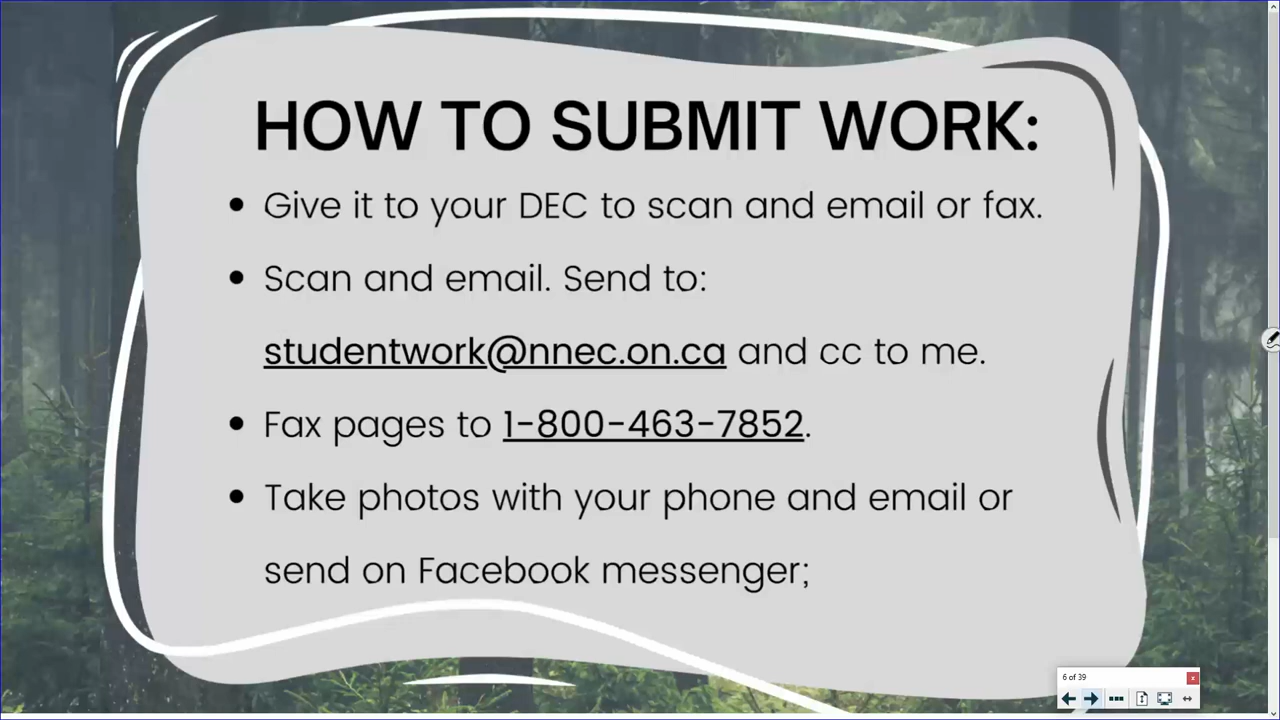 HOW TO SUBMIT WORK:
• Give it to your DEC to scan and email or fax.
• Scan and email. Send to:
studentwork@nnec.on.ca and cc to me.
• Fax pages to 1-800-463-7852.
• Take photos with your phone and email or
send on Facebook messenger;
6 of 39